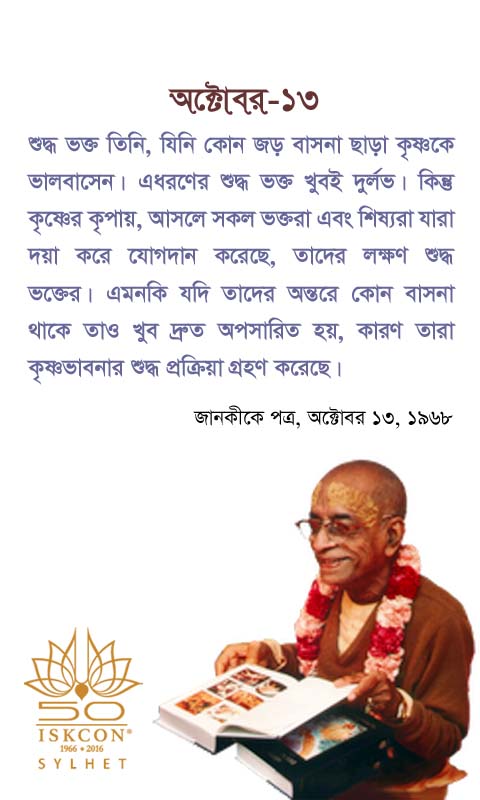 অক্টোবর-১৩
শুদ্ধ ভক্ত তিনি, যিনি কোন জড় বাসনা ছাড়া কৃষ্ণকে
ভালবাসেন। এধরণের শুদ্ধ ভক্ত খুবই দুর্লভ। কিন্তু
কৃষ্ণের কৃপায়, আসলে সকল ভক্তরা এবং শিষ্যরা যারা
দয়া করে যোগদান করেছে, তাদের লক্ষণ শুদ্ধ
ভক্তের। এমনকি যদি তাদের অন্তরে কোন বাসনা
থাকে তাও খুব দ্রুত অপসারিত হয়, কারণ তারা
কৃষ্ণভাবনার শুদ্ধ প্রক্রিয়া গ্রহণ করেছে।
জানকীকে পত্র, অক্টোবর ১৩, ১৯৬৮
50
ISKCON®
1966 • 2016
SYLHET